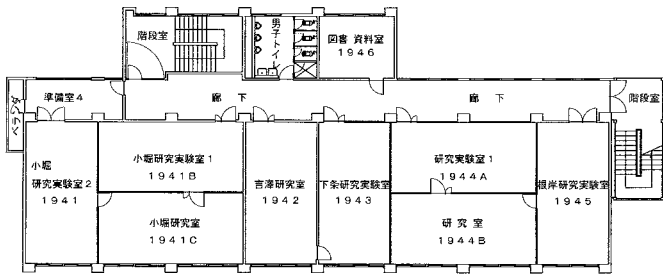 階段室
男子トイレ
図書 資料室
1946
ベランダ
準備室4
廊 下
廊 下
階段室
小堀
研究実験室2
1941
小堀研究実験室1
1941B
小堀研究室
1941C
吉澤研究室
1942
下条研究実験室
1943
研究実験室1
1944A
研究室
1944B
根岸研究実験室
1945